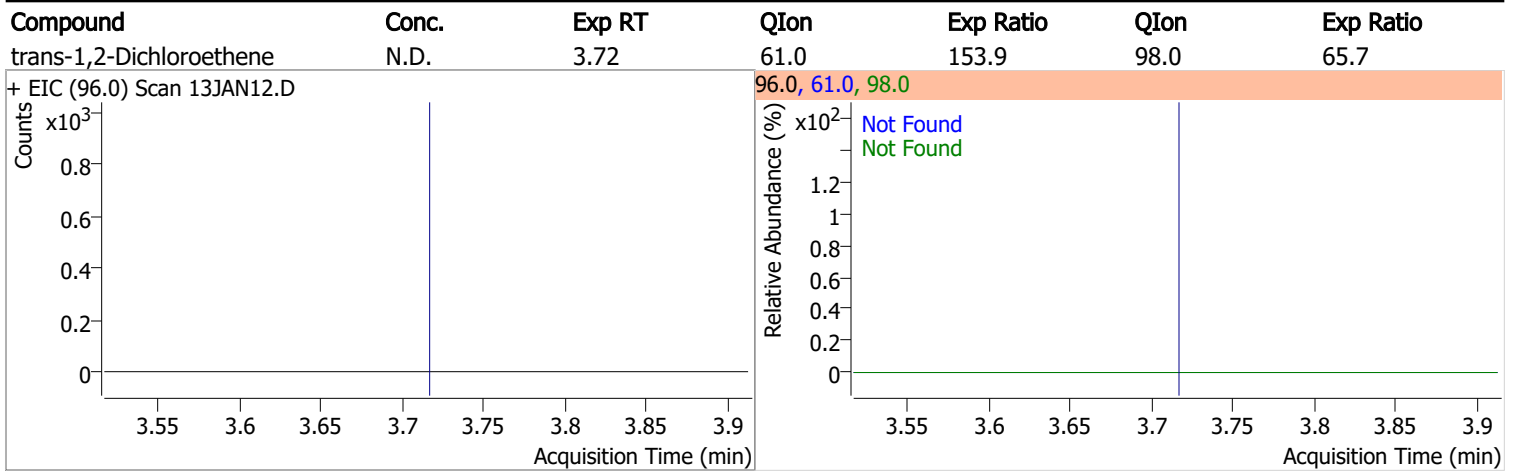 Compound Conc. Exp RT QIon Exp Ratio QIon Exp Ratio
trans-1,2-Dichloroethene N.D. 3.72 61.0 153.9 98.0 65.7
+ EIC (96.0) Scan 13JAN12.D
Counts
x10³
0.8
0.6
0.4
0.2
0
3.55 3.6 3.65 3.7 3.75 3.8 3.85 3.9
Acquisition Time (min)
96.0, 61.0, 98.0
Relative Abundance (%)
x10²
Not Found
Not Found
1.2
1
0.8
0.6
0.4
0.2
0
3.55 3.6 3.65 3.7 3.75 3.8 3.85 3.9
Acquisition Time (min)